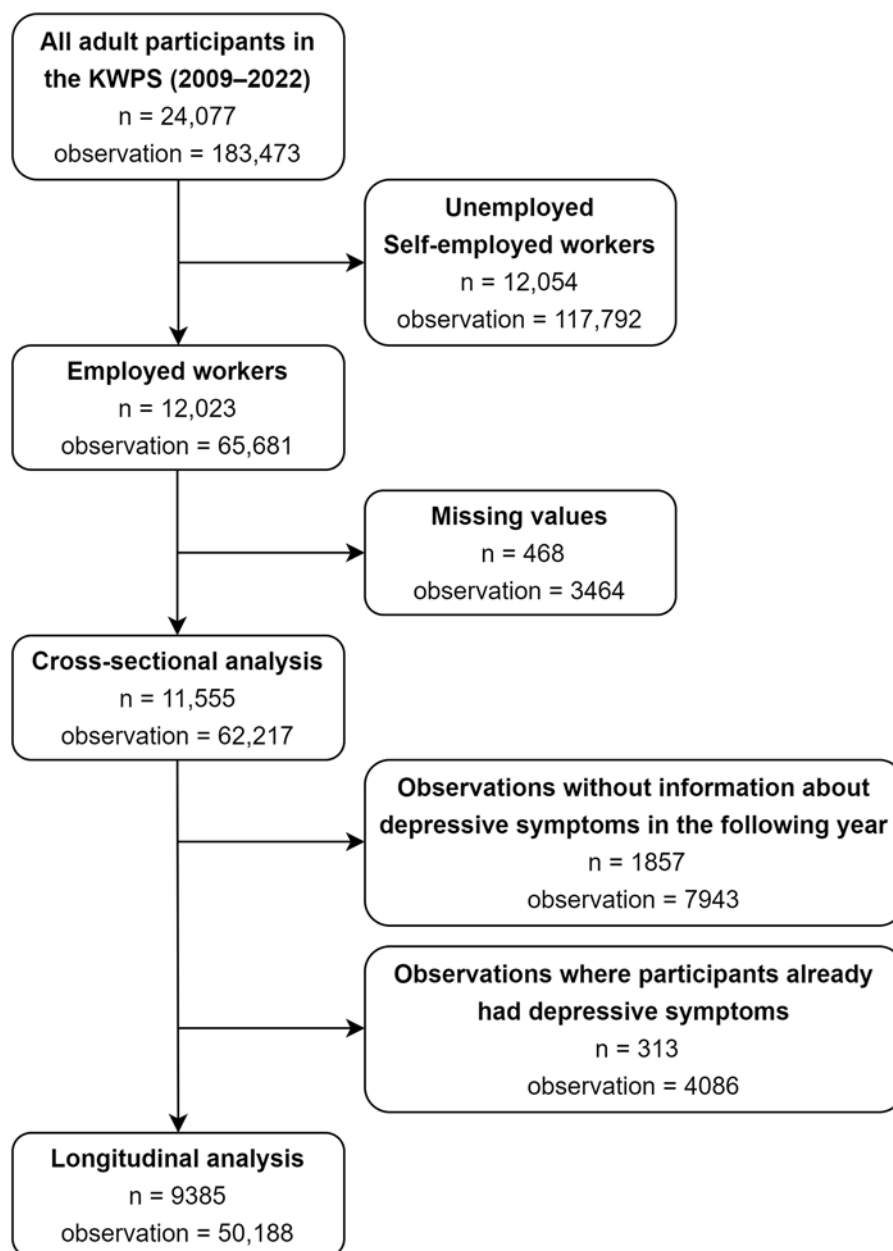 All adult participants in
the KWPS (2009–2022)
n = 24,077
observation = 183,473
Unemployed
Self-employed workers
n = 12,054
observation = 117,792
Employed workers
n = 12,023
observation = 65,681
Missing values
n = 468
observation = 3464
Cross-sectional analysis
n = 11,555
observation = 62,217
Observations without information about
depressive symptoms in the following year
n = 1857
observation = 7943
Observations where participants already
had depressive symptoms
n = 313
observation = 4086
Longitudinal analysis
n = 9385
observation = 50,188